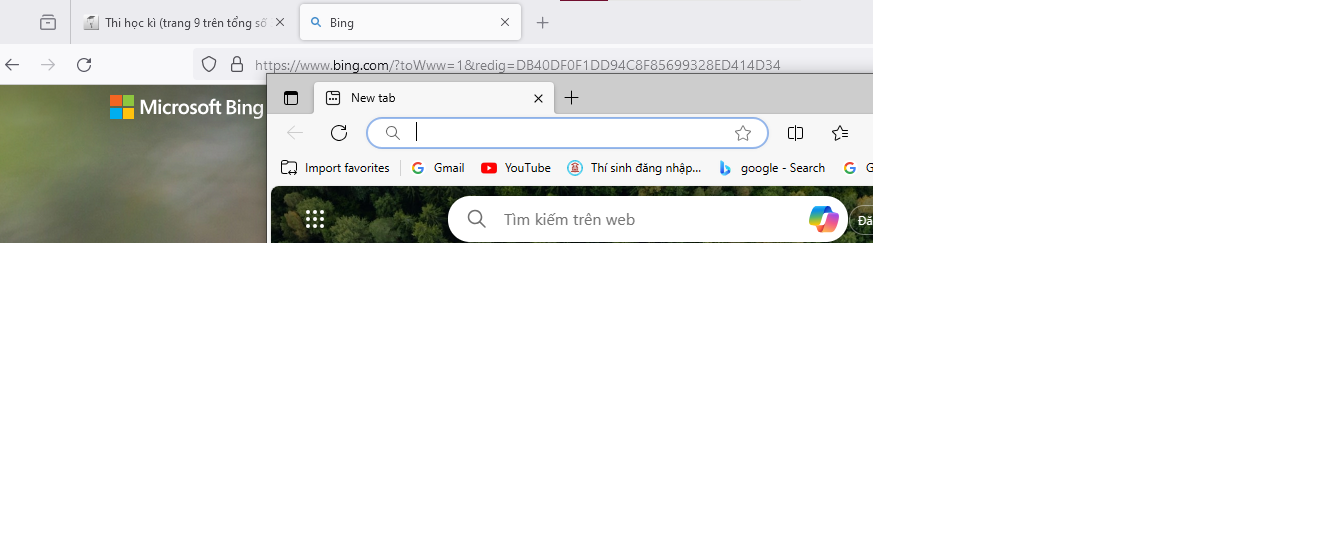 Thi học kì (trang 9 trên tổng số
Bing
https://www.bing.com/?toWww=1&redig=DB40DF0F1DD94C8F85699328ED414D34
Microsoft Bing
New tab
Import favorites
Gmail
YouTube
Thí sinh đăng nhập...
google - Search
G
Tìm kiếm trên web
Đă